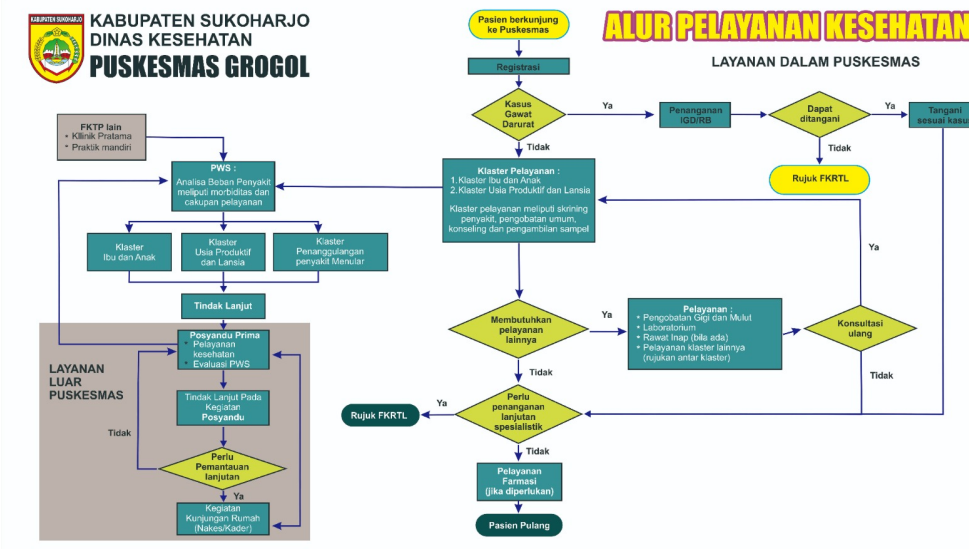 KABUPATEN SUKOHARJO
KABUPATEN SUKOHARJO
DINAS KESEHATAN
PUSKESMAS GROGOL
ALUR PELAYANAN KESEHATAN
LAYANAN DALAM PUSKESMAS
Pasien berkunjung
ke Puskesmas
Registrasi
Kasus
Gawat
Darurat
Ya
Penanganan
IGD/RB
Dapat
ditangani
Ya
Tangani
sesuai kasus
Tidak
Tidak
Rujuk FKRTL
FKTP lain
• Kllinik Pratama
• Praktik mandiri
PWS :
Analisa Beban Penyakit
meliputi morbiditas dan
cakupan pelayanan
Klaster Pelayanan :
1. Klaster Ibu dan Anak
2. Klaster Usia Produktif dan Lansia
Klaster pelayanan meliputi skrining
penyakit, pengobatan umum,
konseling dan pengambilan sampel
Klaster
Ibu dan Anak
Klaster
Usia Produktif
dan Lansia
Klaster
Penanggulangan
penyakit Menular
Ya
Tindak Lanjut
Membutuhkan
pelayanan
lainnya
Ya
Pelayanan :
• Pengobatan Gigi dan Mulut
• Laboratorium
• Rawat Inap (bila ada)
• Pelayanan klaster lainnya
(rujukan antar klaster)
Konsultasi
ulang
Tidak
Tidak
LAYANAN
LUAR
PUSKESMAS
Posyandu Prima
• Pelayanan
kesehatan
• Evaluasi PWS
Tindak Lanjut Pada
Kegiatan
Posyandu
Tidak
Perlu
Pemantauan
lanjutan
Ya
Kegiatan
Kunjungan Rumah
(Nakes/Kader)
Perlu
penanganan
lanjutan
spesialistik
Ya
Rujuk FKRTL
Tidak
Pelayanan
Farmasi
(jika diperlukan)
Pasien Pulang